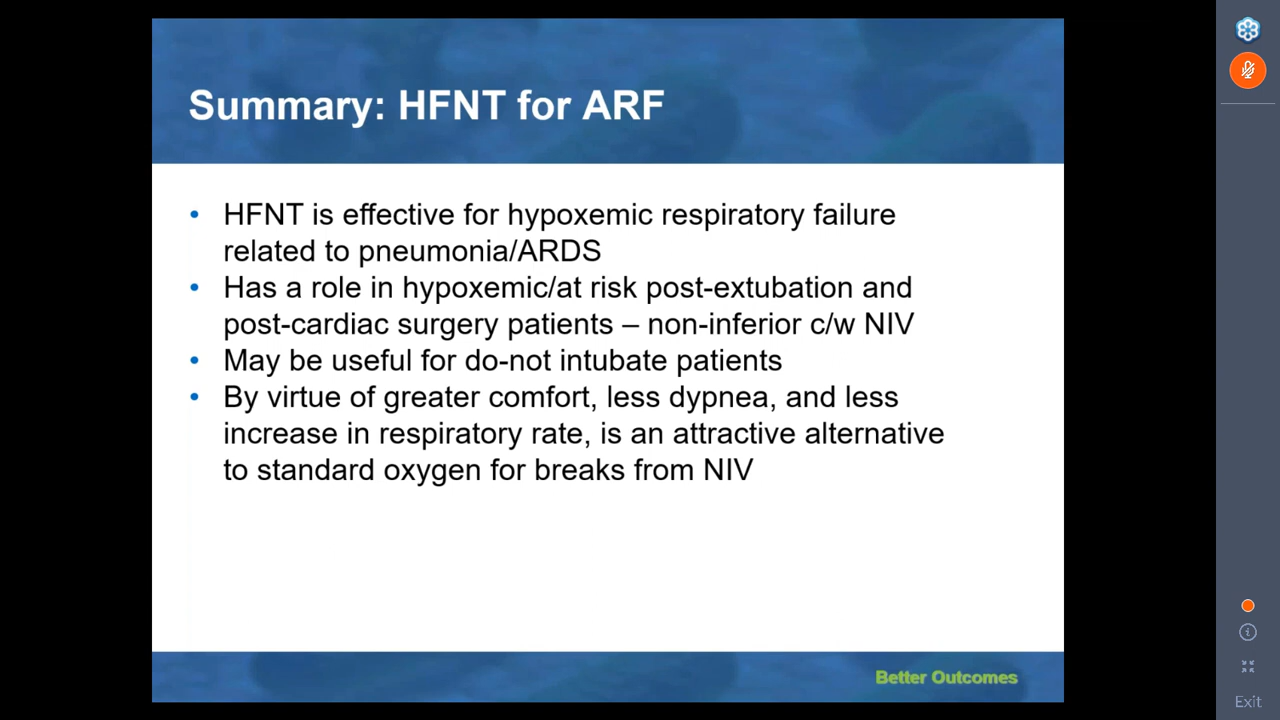 Summary: HFNT for ARF
• HFNT is effective for hypoxemic respiratory failure
related to pneumonia/ARDS
• Has a role in hypoxemic/at risk post-extubation and
post-cardiac surgery patients – non-inferior c/w NIV
• May be useful for do-not intubate patients
• By virtue of greater comfort, less dypnea, and less
increase in respiratory rate, is an attractive alternative
to standard oxygen for breaks from NIV
Better Outcomes
Exit